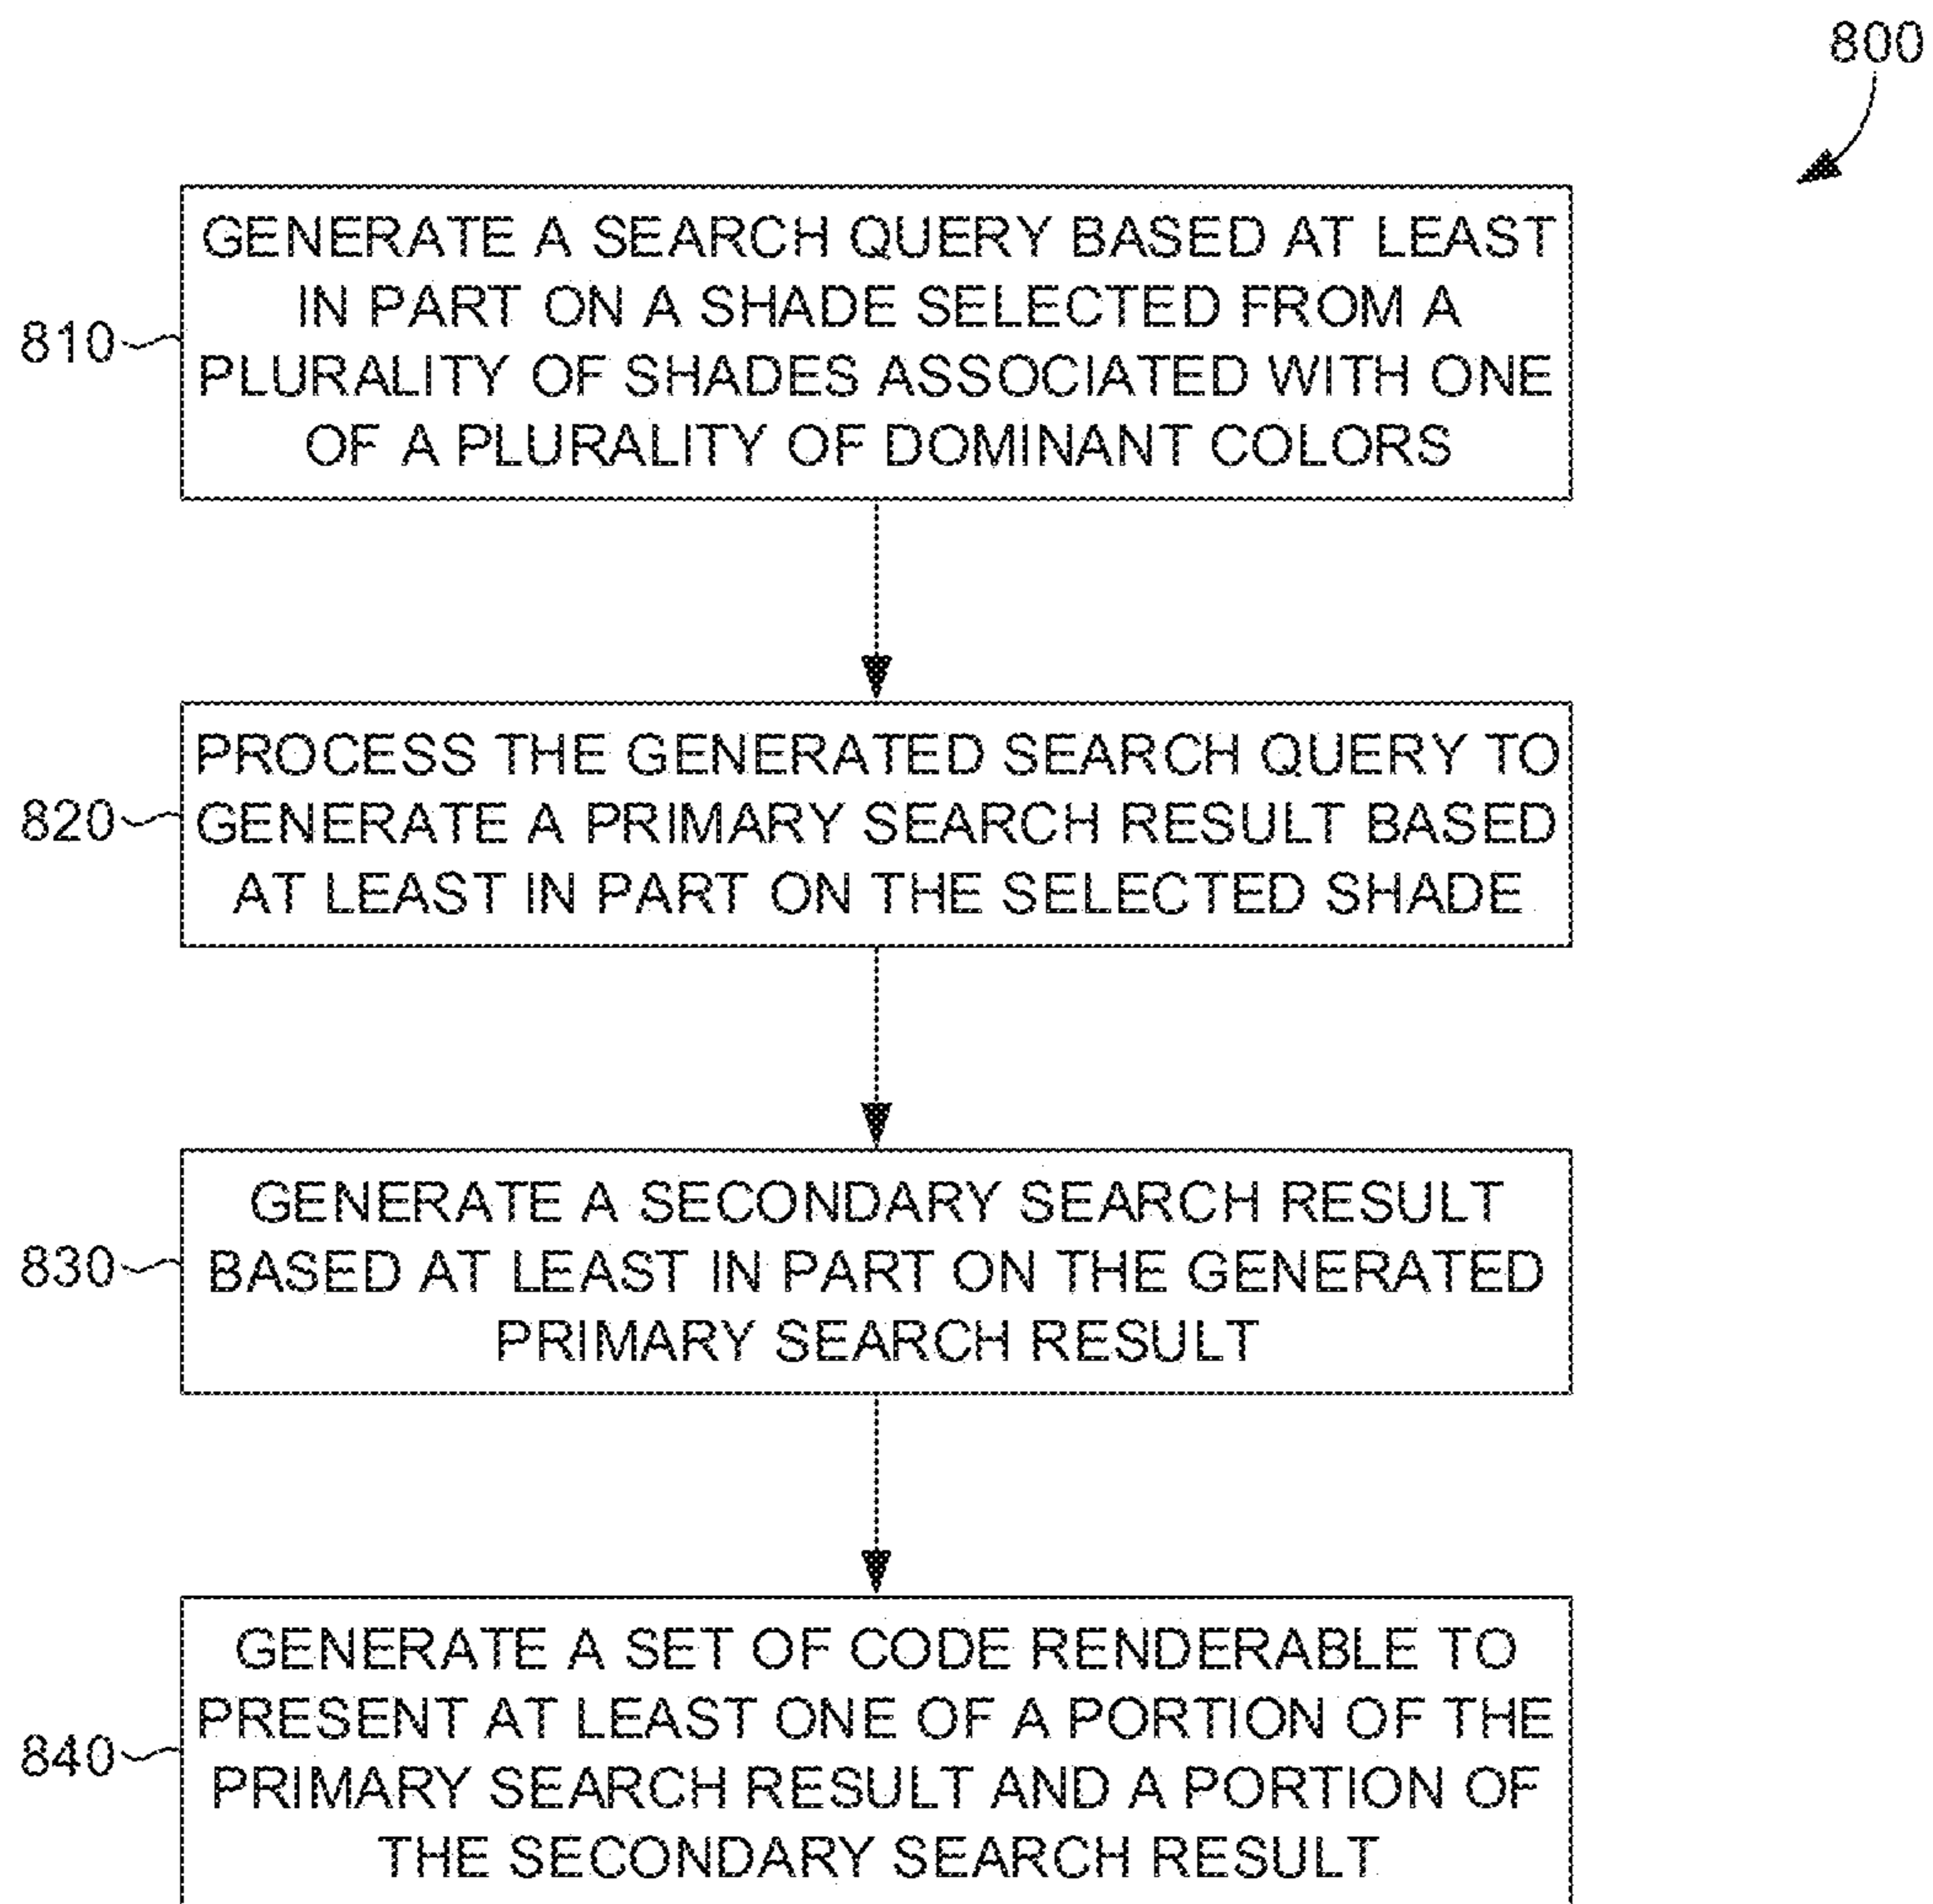 800
GENERATE A SEARCH QUERY BASED AT LEAST
IN PART ON A SHADE SELECTED FROM A
810
PLURALITY OF SHADES ASSOCIATED WITH ONE
OF A PLURALITY OF DOMINANT COLORS
PROCESS THE GENERATED SEARCH QUERY TO
820
GENERATE A PRIMARY SEARCH RESULT BASED
AT LEAST IN PART ON THE SELECTED SHADE
GENERATE A SECONDARY SEARCH RESULT
830
BASED AT LEAST IN PART ON THE GENERATED
PRIMARY SEARCH RESULT
GENERATE A SET OF CODE RENDERABLE TO
PRESENT AT LEAST ONE OF A PORTION OF THE
840
PRIMARY SEARCH RESULT AND A PORTION OF
THE SECONDARY SEARCH RESULT